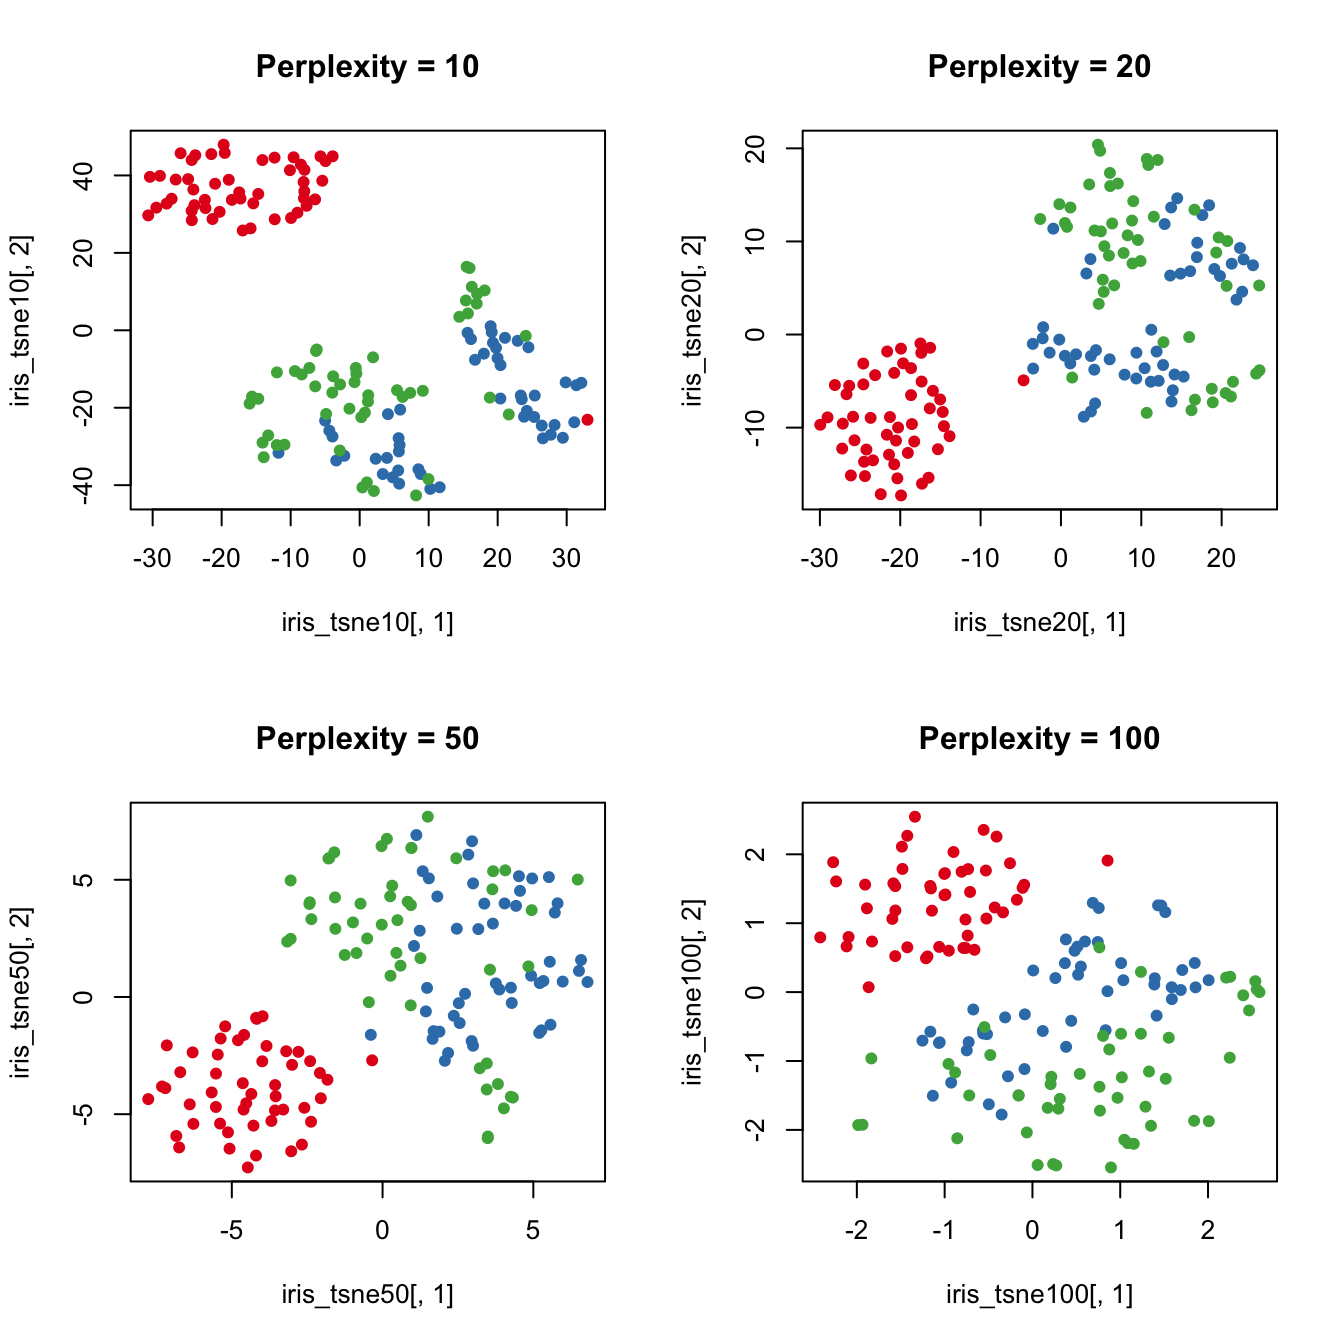 Perplexity = 10
iris_tsne10[, 2]
40
20
0
-20
-40
-30 -20 -10 0 10 20 30
iris_tsne10[, 1]
Perplexity = 20
iris_tsne20[, 2]
20
10
0
-10
-30 -20 -10 0 10 20
iris_tsne20[, 1]
Perplexity = 50
iris_tsne50[, 2]
5
0
-5
-5 0 5
iris_tsne50[, 1]
Perplexity = 100
iris_tsne100[, 2]
2
1
0
-1
-2
-2 -1 0 1 2
iris_tsne100[, 1]